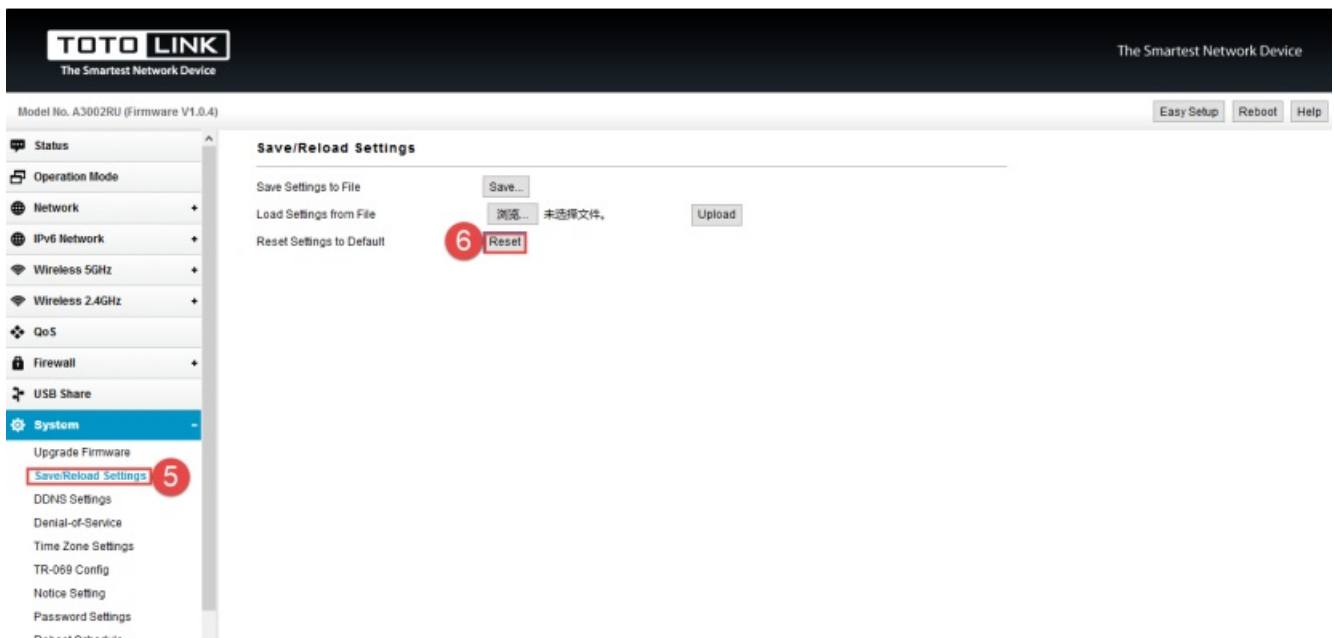 TOTO LINK
The Smartest Network Device
The Smartest Network Device
Model No. A3002RU (Firmware V1.0.4)
Easy Setup Reboot Help
Status
Operation Mode
Network +
IPv6 Network +
Wireless 5GHz +
Wireless 2.4GHz +
QoS
Firewall +
USB Share
System -
Upgrade Firmware
Save/Reload Settings 5
DDNS Settings
Denial-of-Service
Time Zone Settings
TR-069 Config
Notice Setting
Password Settings
Save/Reload Settings
Save Settings to File Save...
Load Settings from File 浏览... 未选择文件。 Upload
Reset Settings to Default 6 Reset